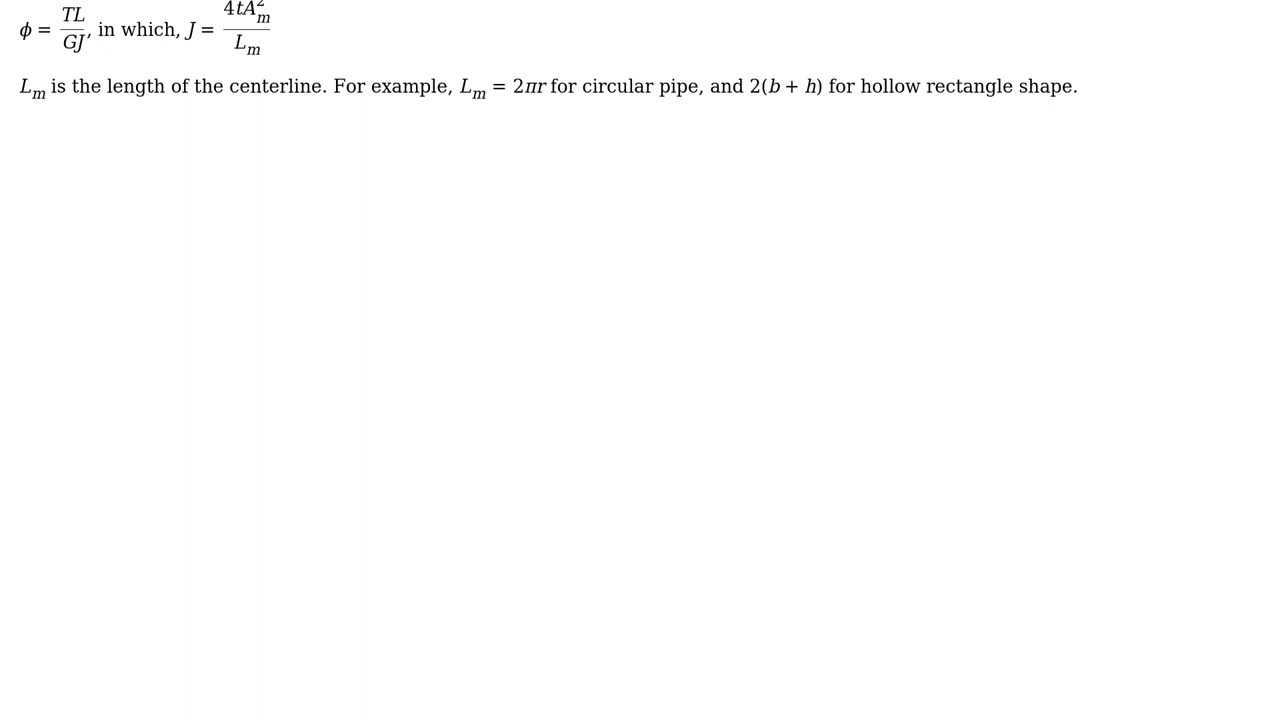 ϕ = TL/GJ, in which, J = 4tA_m^2/L_m
L_m is the length of the centerline. For example, L_m = 2πr for circular pipe, and 2(b + h) for hollow rectangle shape.